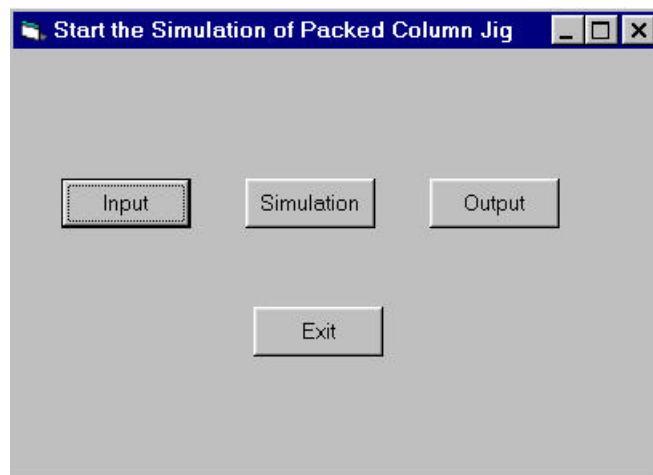 Start the Simulation of Packed Column Jig
Input Simulation Output
Exit